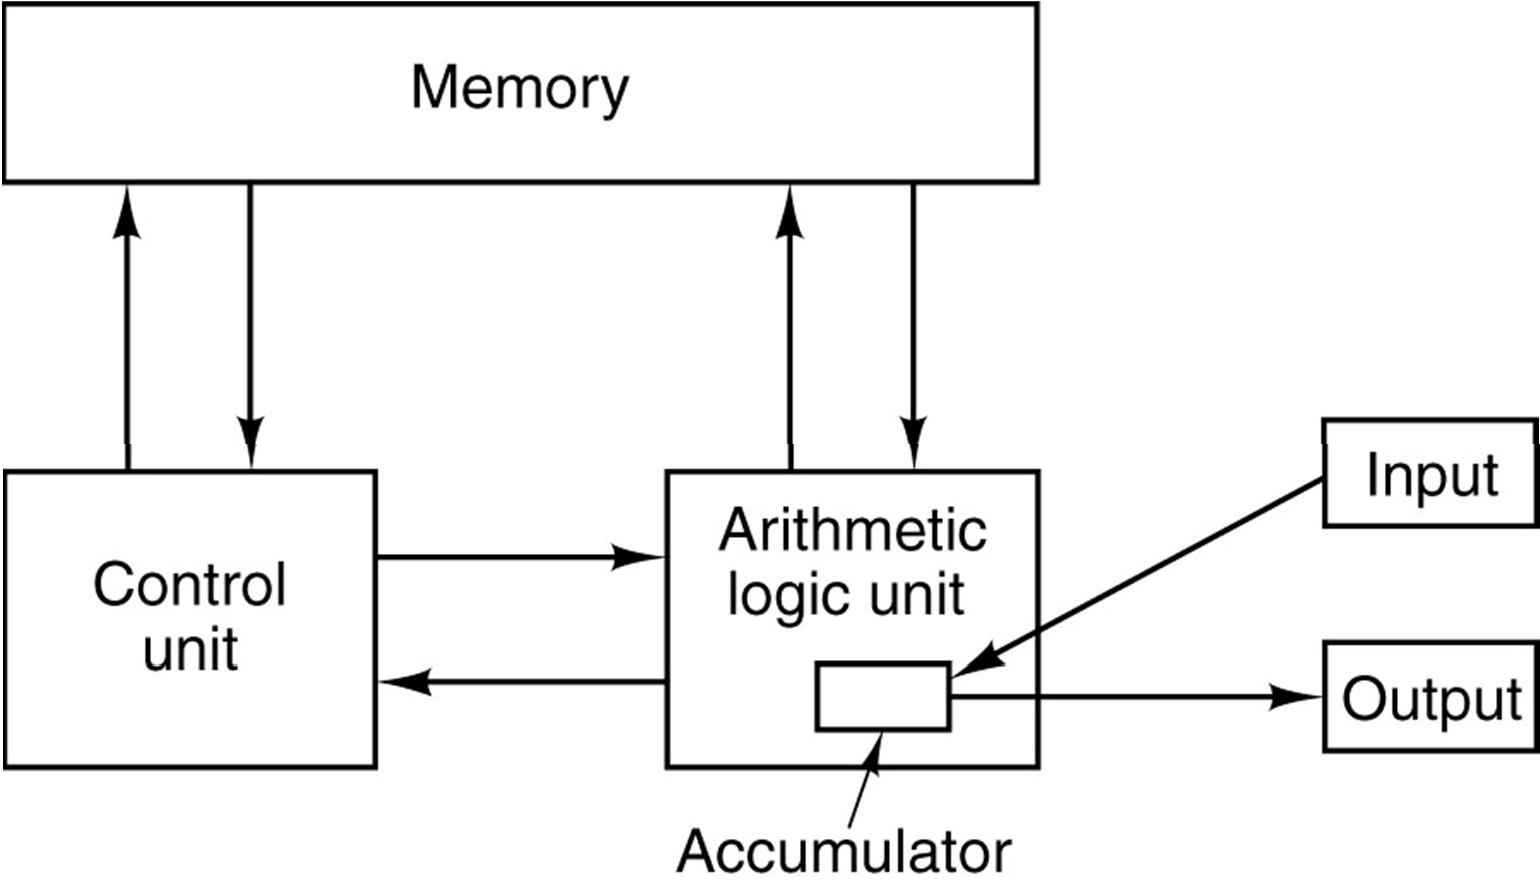 Memory
Control
unit
Arithmetic
logic unit
Input
Output
Accumulator